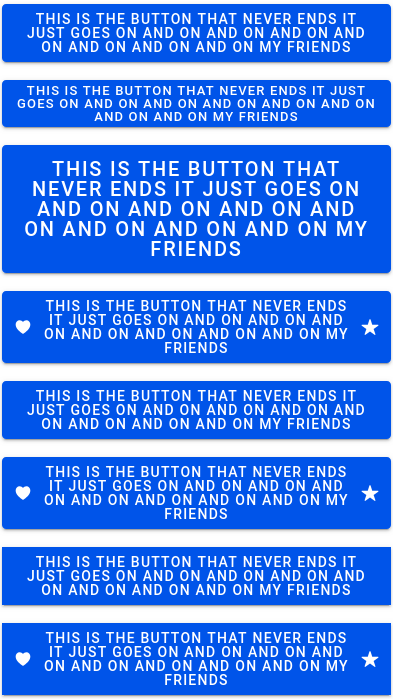 THIS IS THE BUTTON THAT NEVER ENDS IT
JUST GOES ON AND ON AND ON AND ON AND
ON AND ON AND ON AND ON MY FRIENDS
THIS IS THE BUTTON THAT NEVER ENDS IT JUST
GOES ON AND ON AND ON AND ON AND ON AND ON
AND ON AND ON MY FRIENDS
THIS IS THE BUTTON THAT
NEVER ENDS IT JUST GOES ON
AND ON AND ON AND ON AND
ON AND ON AND ON AND ON MY
FRIENDS
THIS IS THE BUTTON THAT NEVER ENDS
IT JUST GOES ON AND ON AND ON AND
ON AND ON AND ON AND ON AND ON MY
FRIENDS
THIS IS THE BUTTON THAT NEVER ENDS IT
JUST GOES ON AND ON AND ON AND ON AND
ON AND ON AND ON AND ON MY FRIENDS
THIS IS THE BUTTON THAT NEVER ENDS
IT JUST GOES ON AND ON AND ON AND
ON AND ON AND ON AND ON AND ON MY
FRIENDS
THIS IS THE BUTTON THAT NEVER ENDS IT
JUST GOES ON AND ON AND ON AND ON AND
ON AND ON AND ON AND ON MY FRIENDS
THIS IS THE BUTTON THAT NEVER ENDS
IT JUST GOES ON AND ON AND ON AND
ON AND ON AND ON AND ON AND ON MY
FRIENDS